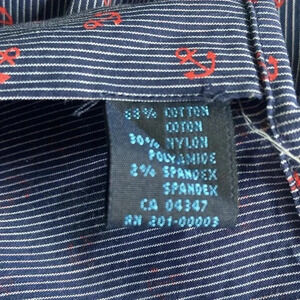 68% COTTON
COTON
30% NYLON
POLYAMIDE
2% SPANDEX
SPANDEX
CA 04347
RN 201-00003